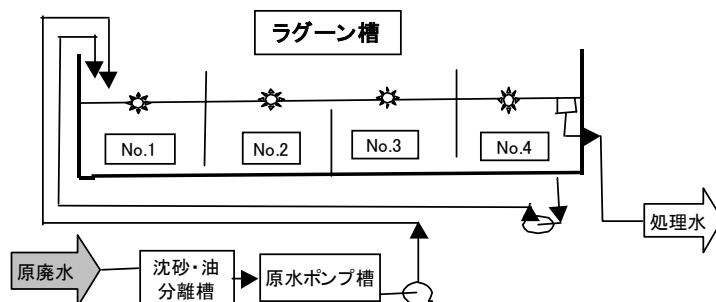 ラグーン槽
No.1
No.2
No.3
No.4
処理水
原廃水
沈砂・油
分離槽
原水ポンプ槽